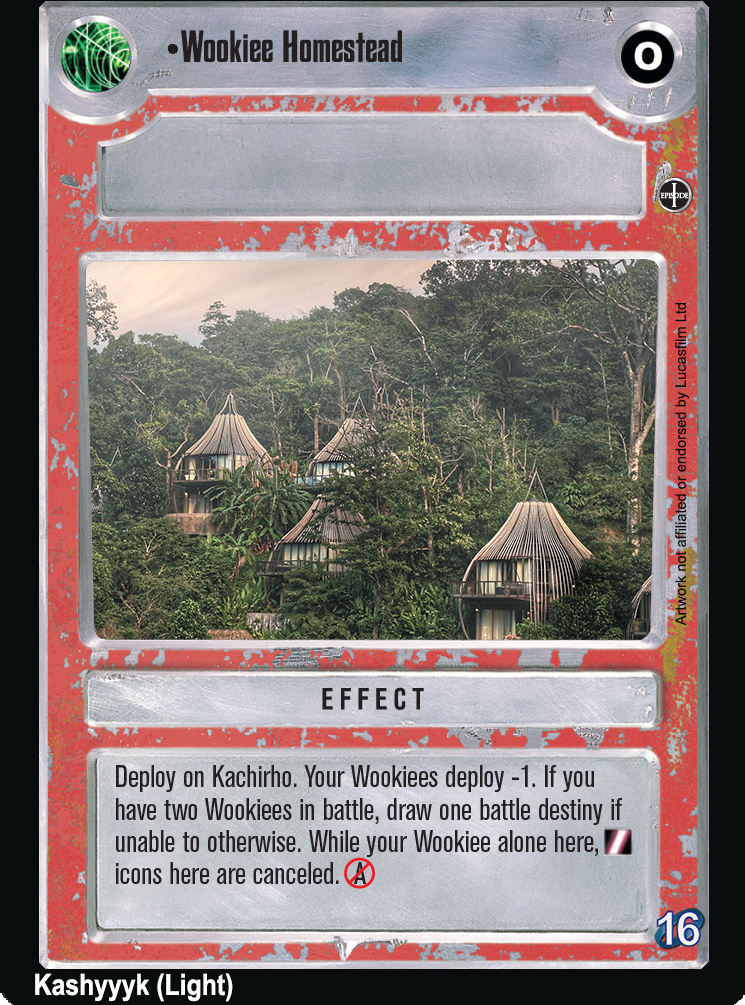 •Wookiee Homestead
O
EPISODE
I
Artwork not affiliated or endorsed by Lucasfilm Ltd
EFFECT
Deploy on Kachirho. Your Wookiees deploy -1. If you
have two Wookiees in battle, draw one battle destiny if
unable to otherwise. While your Wookiee alone here,
icons here are canceled. A
16
Kashyyyk (Light)